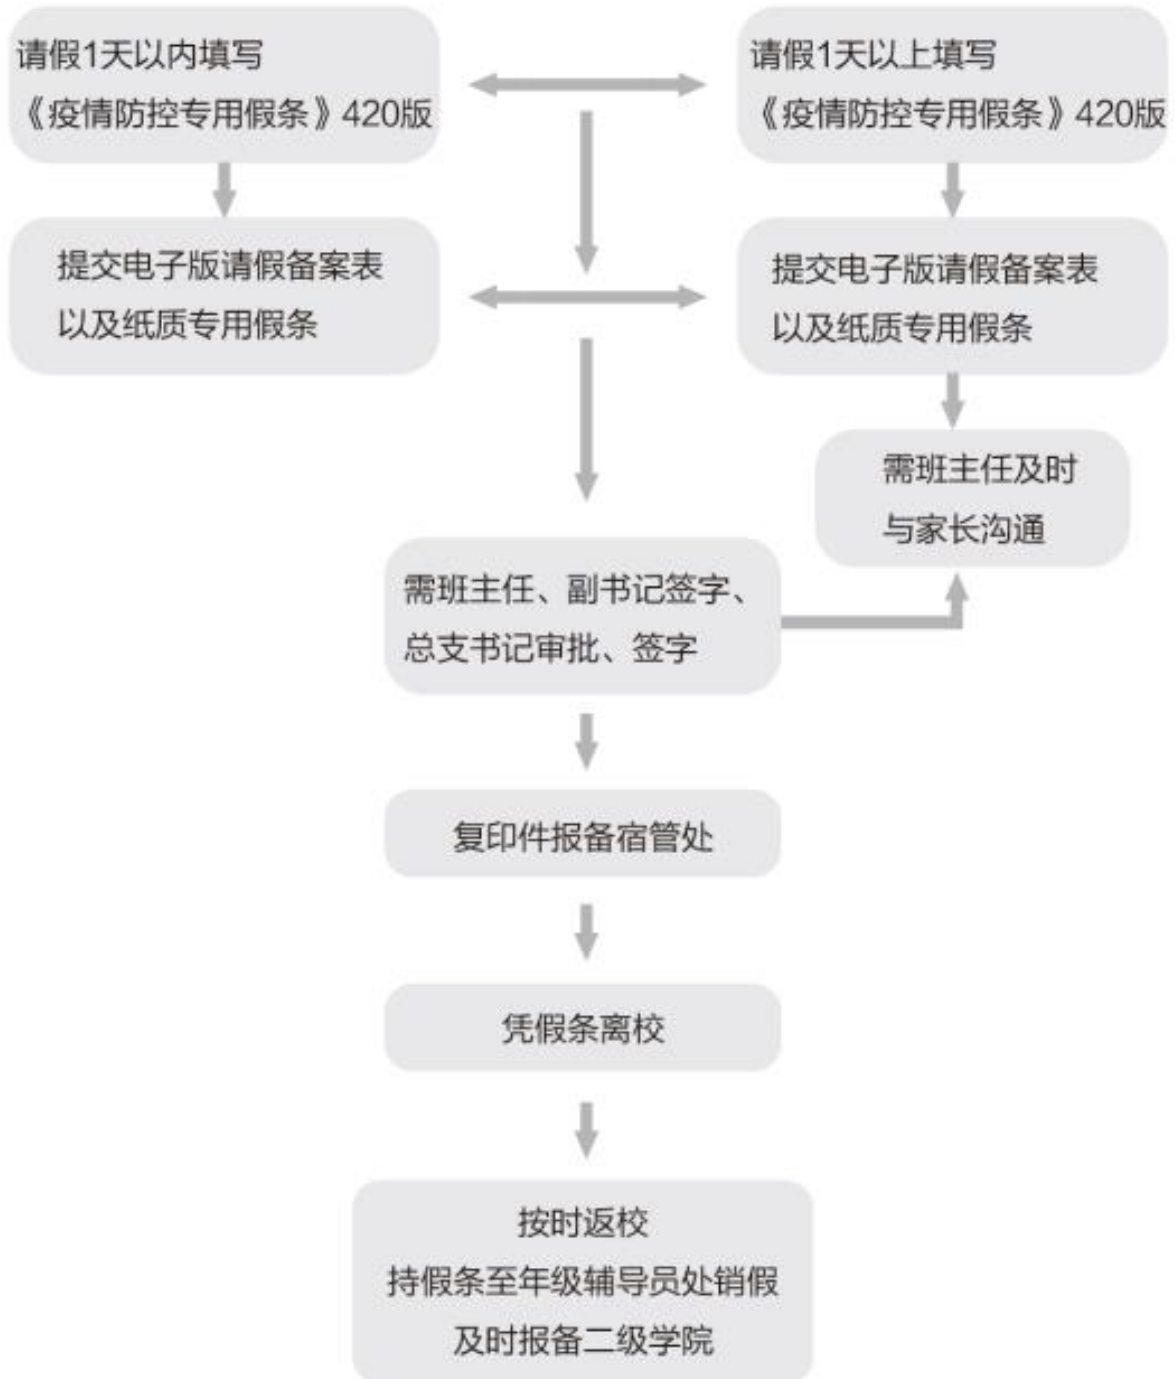 请假1天以内填写
《疫情防控专用假条》420版
请假1天以上填写
《疫情防控专用假条》420版
提交电子版请假备案表
以及纸质专用假条
提交电子版请假备案表
以及纸质专用假条
需班主任及时
与家长沟通
需班主任、副书记签字、
总支书记审批、签字
复印件报备宿管处
凭假条离校
按时返校
持假条至年级辅导员处销假
及时报备二级学院